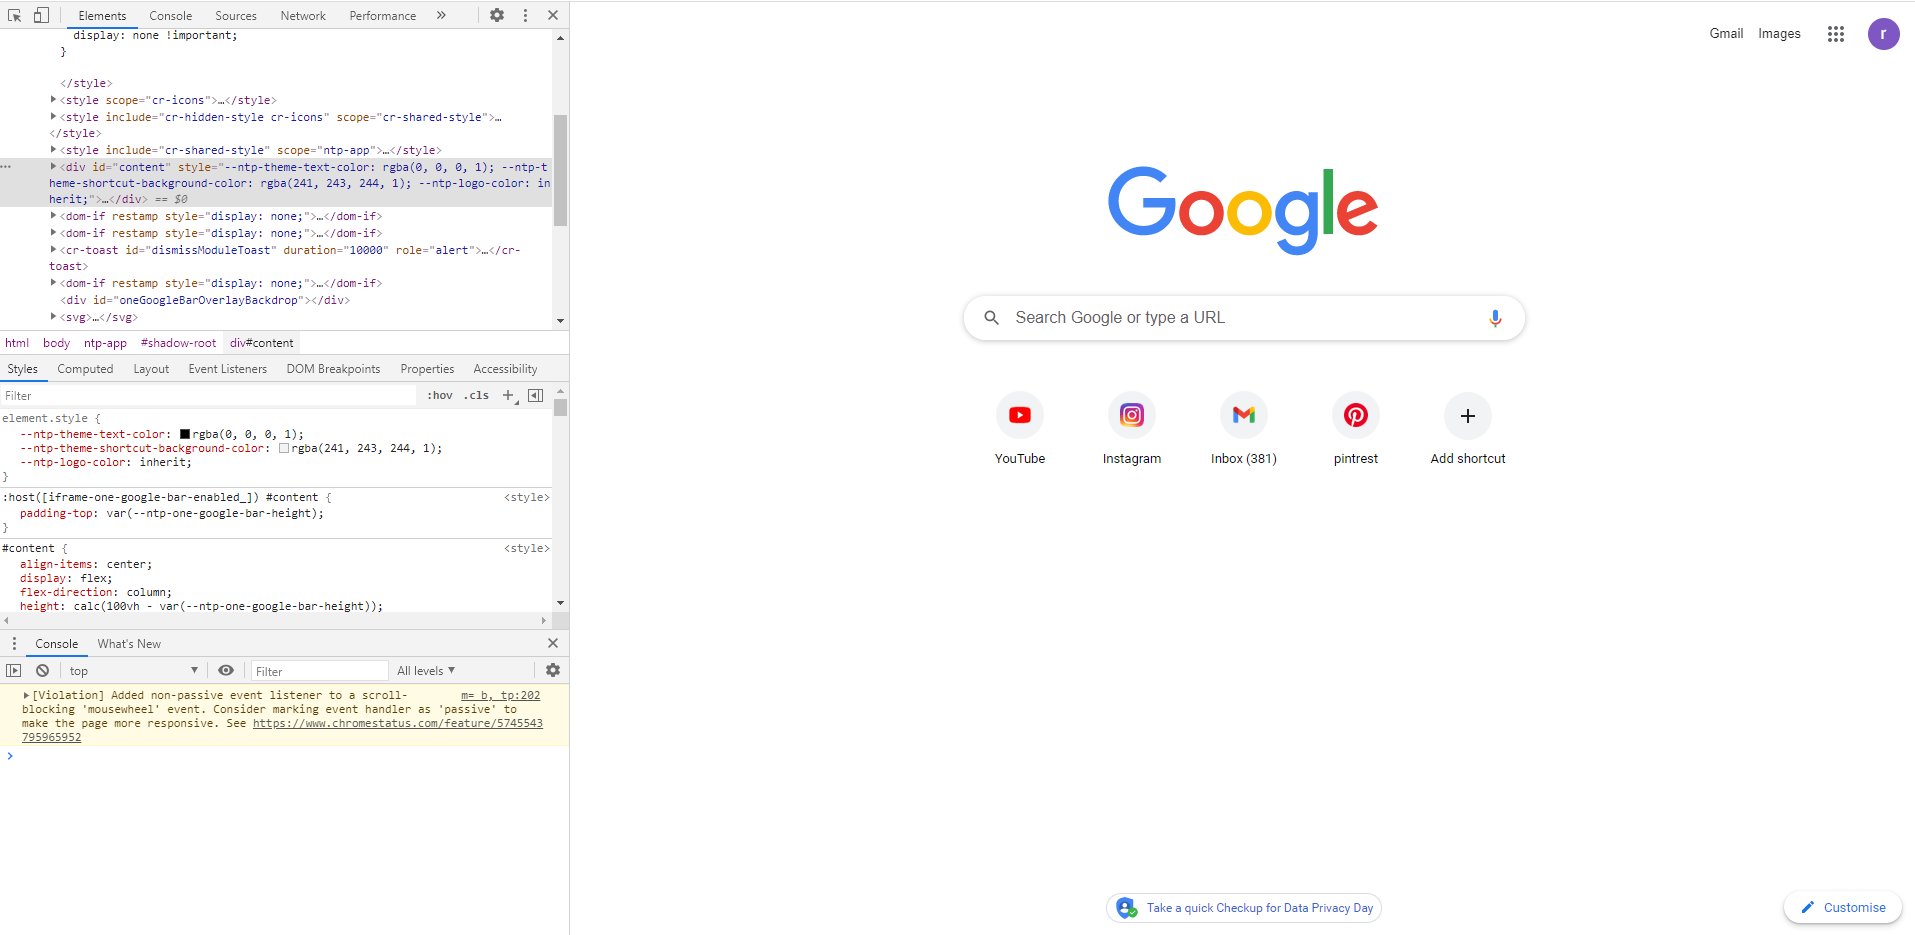 Elements Console Sources Network Performance »
display: none !important;
}
</style>
<style scope="cr-icons">…</style>
<style include="cr-hidden-style cr-icons" scope="cr-shared-style">…
</style>
<style include="cr-shared-style" scope="ntp-app">…</style>
<div id="content" style="--ntp-theme-text-color: rgba(0, 0, 0, 1); --ntp-t
heme-shortcut-background-color: rgba(241, 243, 244, 1); --ntp-logo-color: in
herit;">…</div> == $0
<dom-if restamp style="display: none;">…</dom-if>
<dom-if restamp style="display: none;">…</dom-if>
<cr-toast id="dismissModuleToast" duration="10000" role="alert">…</cr-
toast>
<dom-if restamp style="display: none;">…</dom-if>
<div id="oneGoogleBarOverlayBackdrop"></div>
<svg>…</svg>
html body ntp-app #shadow-root div#content
Styles Computed Layout Event Listeners DOM Breakpoints Properties Accessibility
Filter :hov .cls +
element.style {
--ntp-theme-text-color: rgba(0, 0, 0, 1);
--ntp-theme-shortcut-background-color: rgba(241, 243, 244, 1);
--ntp-logo-color: inherit;
}
:host([iframe-one-google-bar-enabled_]) #content { <style>
padding-top: var(--ntp-one-google-bar-height);
}
#content { <style>
align-items: center;
display: flex;
flex-direction: column;
height: calc(100vh - var(--ntp-one-google-bar-height));
Console What's New
top Filter All levels
[Violation] Added non-passive event listener to a scroll- m=_b,_tp:202
blocking 'mousewheel' event. Consider marking event handler as 'passive' to
make the page more responsive. See https://www.chromestatus.com/feature/5745543
795965952
>
Gmail Images r
Google
Search Google or type a URL
YouTube Instagram Inbox (381) pintrest Add shortcut
Take a quick Checkup for Data Privacy Day
Customise